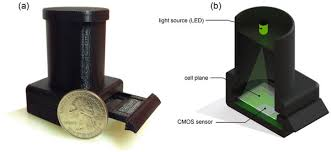 (a)
(b)
light source (LED)
cell plane
CMOS sensor